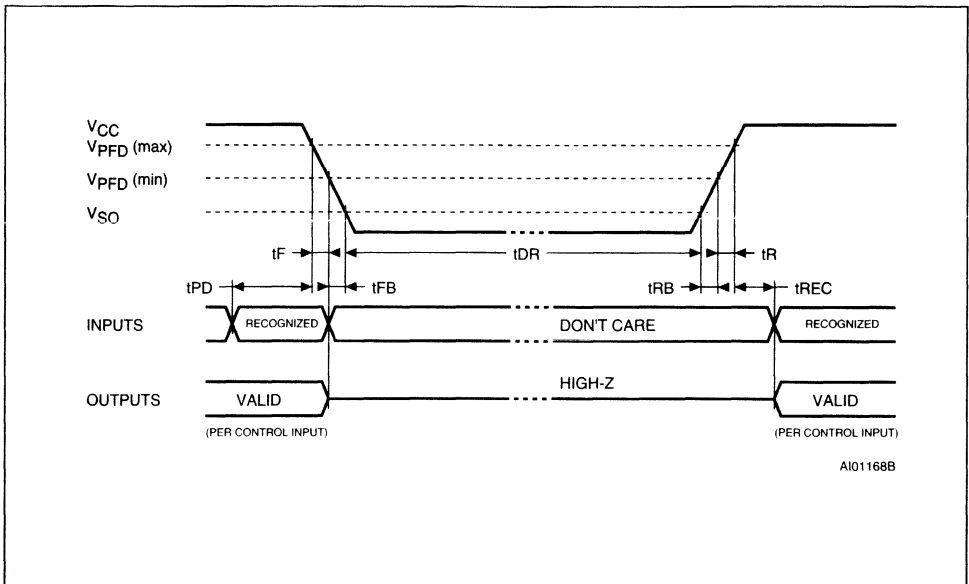 VCC
VPFD (max)
VPFD (min)
VSO
tF
tDR
tR
tPD
tFB
tRB
tREC
INPUTS
RECOGNIZED
DON'T CARE
RECOGNIZED
HIGH-Z
OUTPUTS
VALID
VALID
(PER CONTROL INPUT)
(PER CONTROL INPUT)
AI01168B